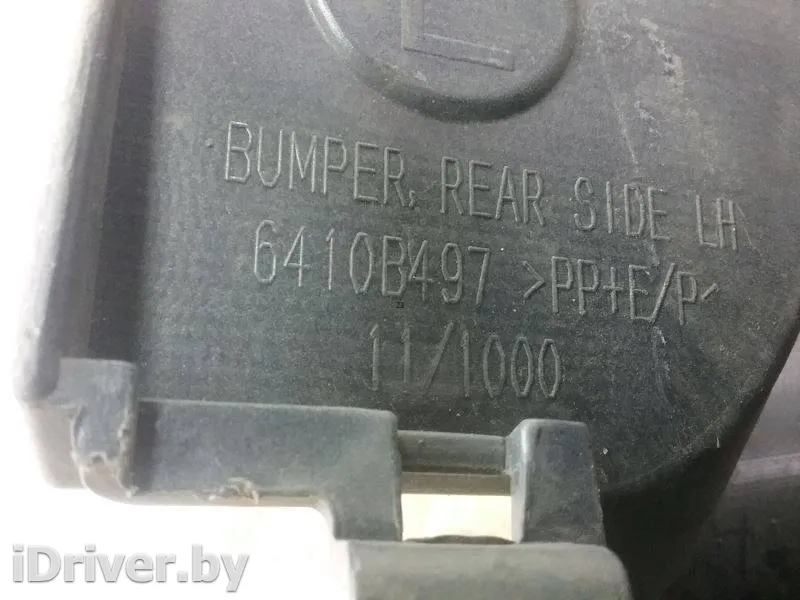 L
BUMPER, REAR SIDE LH
6410B497 >PP+E/P<
11/1000
iDriver.by